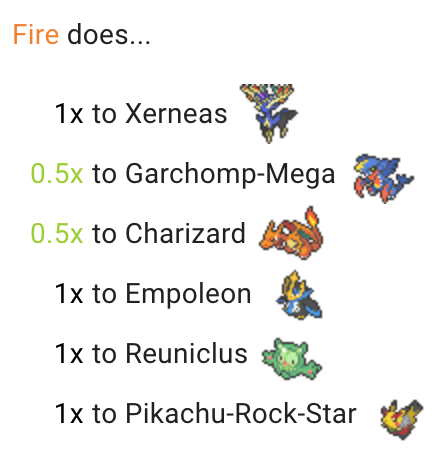 Fire does...
1x to Xerneas
0.5x to Garchomp-Mega
0.5x to Charizard
1x to Empoleon
1x to Reuniclus
1x to Pikachu-Rock-Star